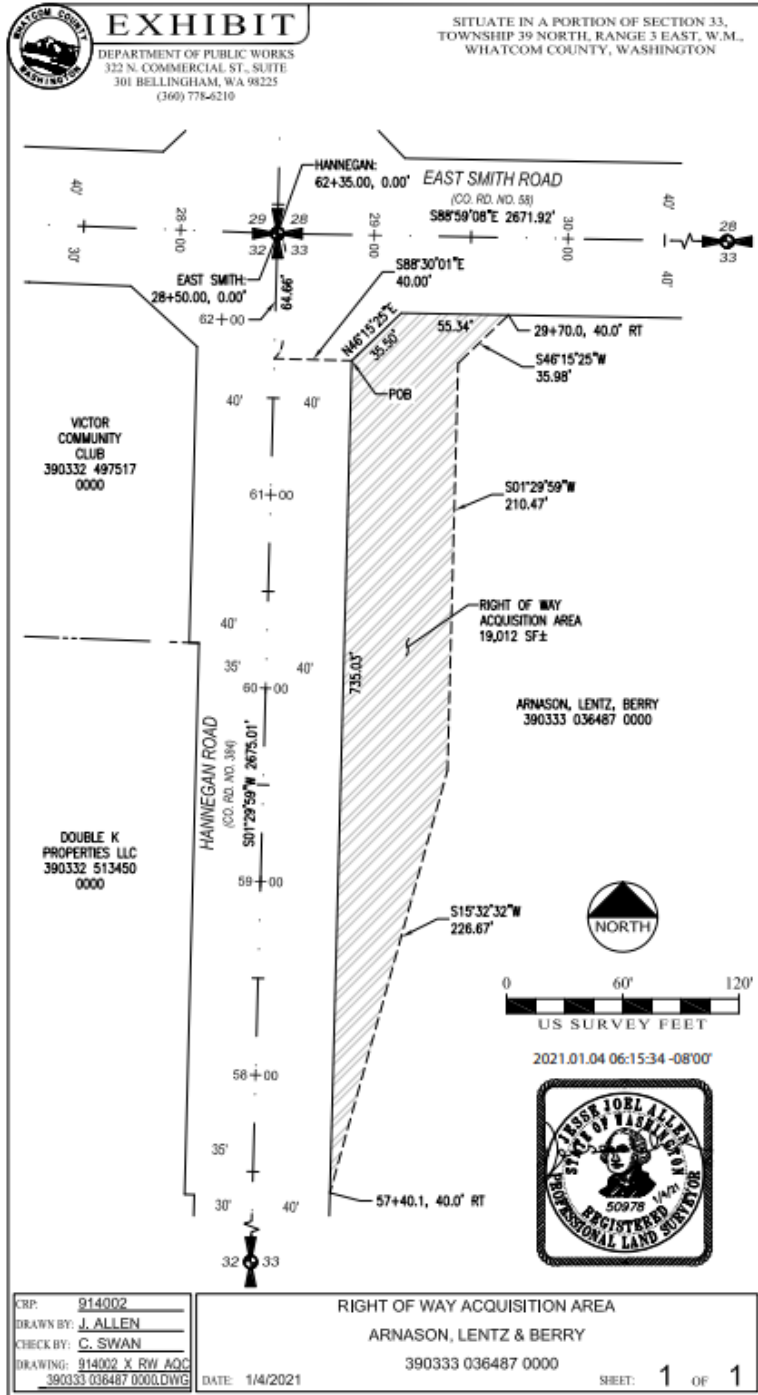 WHATCOM COUNTY
WASHINGTON
EXHIBIT
DEPARTMENT OF PUBLIC WORKS
322 N. COMMERCIAL ST., SUITE
301 BELLINGHAM, WA 98225
(360) 778-6210
SITUATE IN A PORTION OF SECTION 33,
TOWNSHIP 39 NORTH, RANGE 3 EAST, W.M.,
WHATCOM COUNTY, WASHINGTON
HANNEGAN:
62+35.00, 0.00'
EAST SMITH ROAD
(CO. RD. NO. 58)
S88°59'08"E 2671.92'
40'
30'
28+00
29 28
32 33
29+00
30+00
40'
40'
28
33
EAST SMITH:
28+50.00, 0.00'
62+00
64.66'
S88°30'01"E
40.00'
N46°15'25"E
35.50'
55.34'
29+70.0, 40.0' RT
S46°15'25"W
35.98'
POB
40'
40'
VICTOR
COMMUNITY
CLUB
390332 497517
0000
61+00
S01°29'59"W
210.47'
RIGHT OF WAY
ACQUISITION AREA
19,012 SF±
40'
35'
40'
60+00
735.03'
ARNASON, LENTZ, BERRY
390333 036487 0000
HANNEGAN ROAD
(CO. RD. NO. 384)
S01°29'59"W 2675.01'
DOUBLE K
PROPERTIES LLC
390332 513450
0000
59+00
S15°32'32"W
226.67'
NORTH
0 60' 120'
US SURVEY FEET
2021.01.04 06:15:34 -08'00'
58+00
35'
30'
40'
57+40.1, 40.0' RT
32 33
JESSE JOEL ALLEN
STATE OF WASHINGTON
50978
1/4/21
REGISTERED
PROFESSIONAL LAND SURVEYOR
CRP: 914002
DRAWN BY: J. ALLEN
CHECK BY: C. SWAN
DRAWING: 914002 X RW AQC
390333 036487 0000.DWG
RIGHT OF WAY ACQUISITION AREA
ARNASON, LENTZ & BERRY
390333 036487 0000
DATE: 1/4/2021
SHEET: 1 OF 1